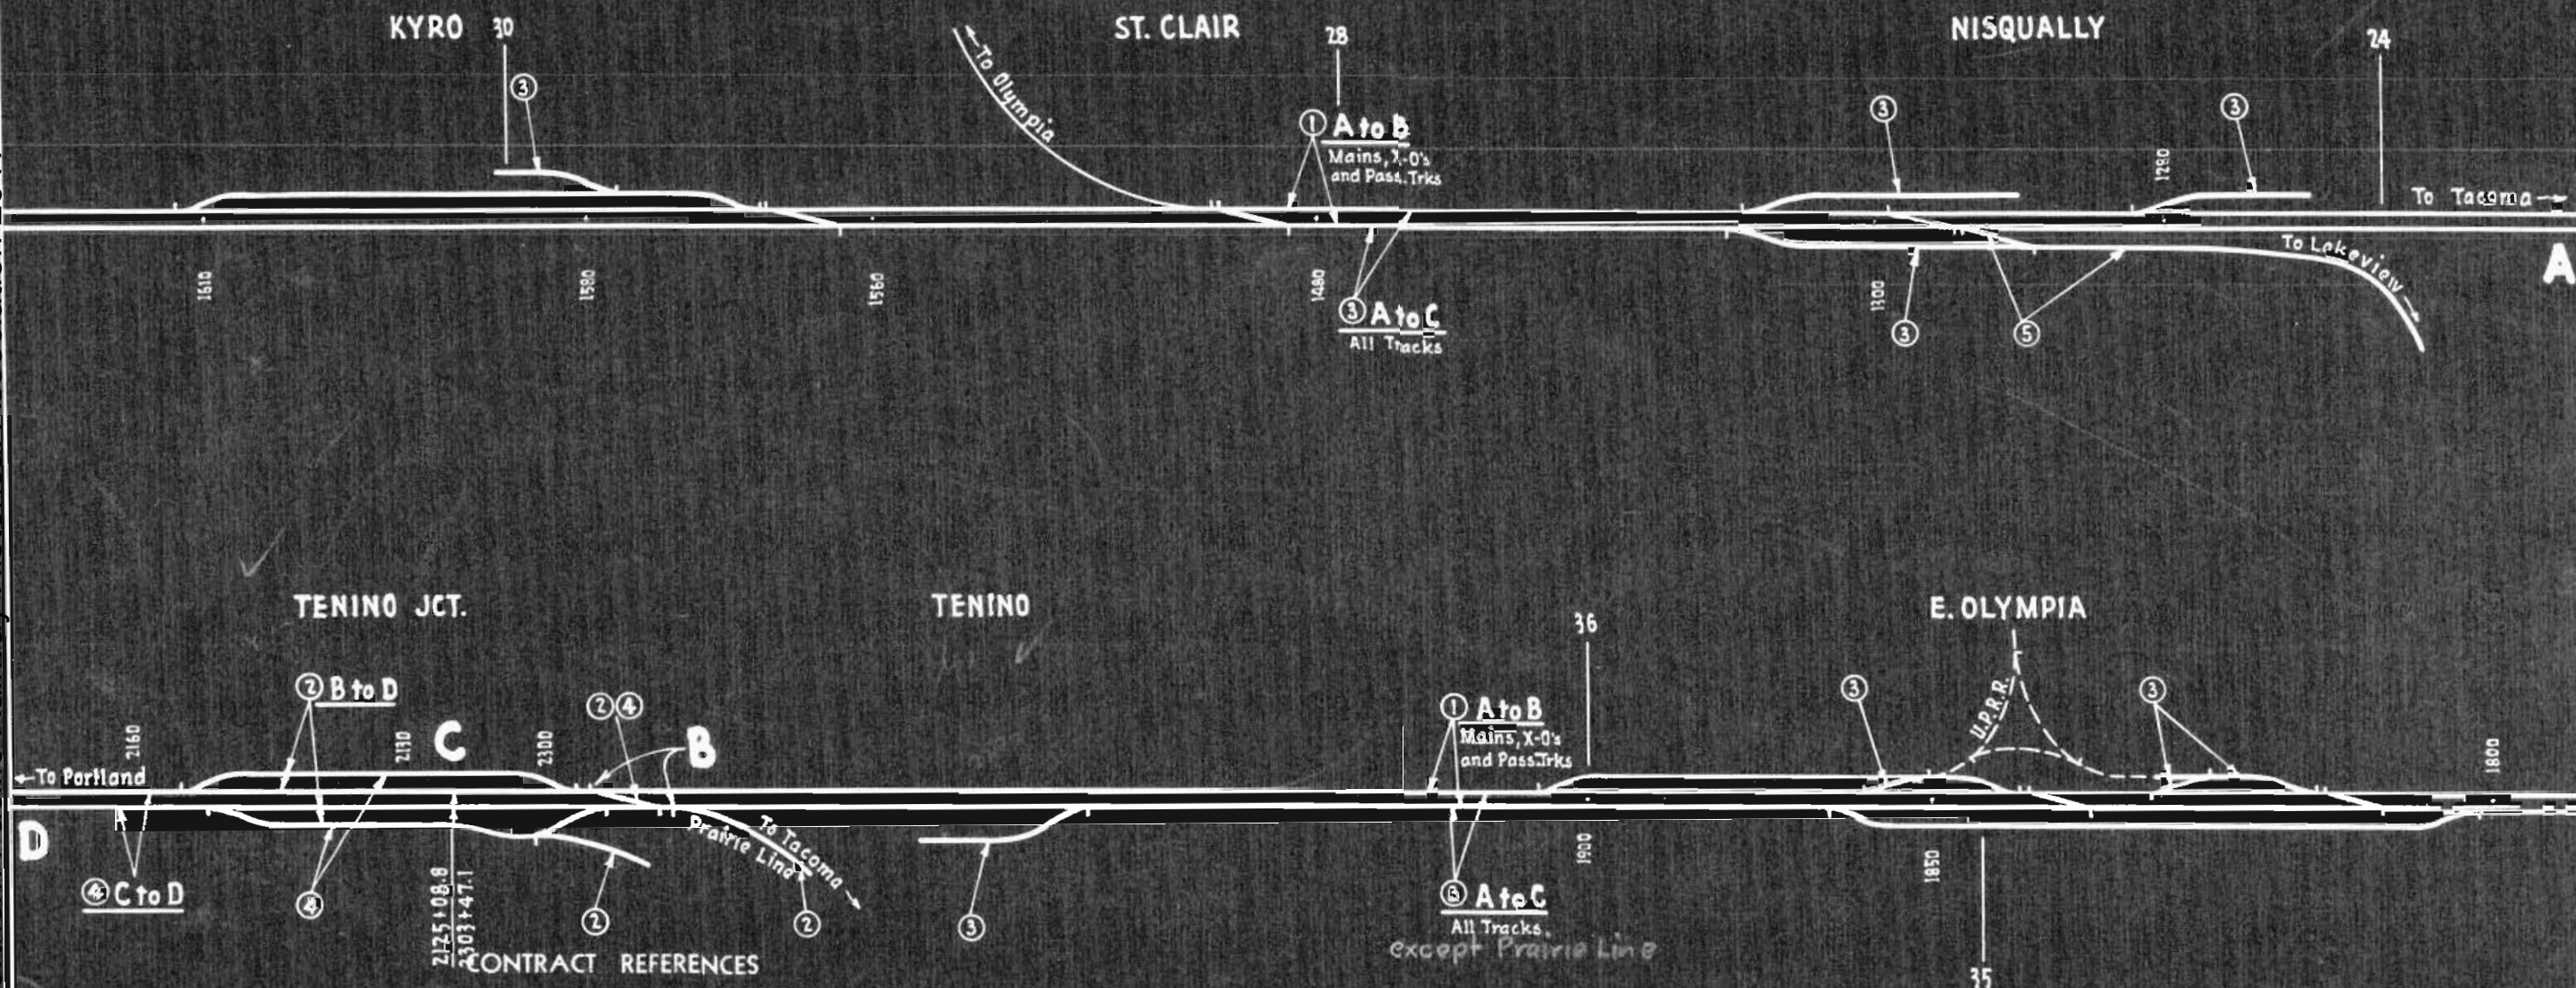 KYRO
30
ST. CLAIR
28
NISQUALLY
24
③
←To Olympia
① A to B
Mains, X-O's
and Pass. Trks
③
③
1280
To Tacoma →
1610
1580
1560
1480
③ A to C
All Tracks
1300
③
⑤
To Lakeview →
A
TENINO JCT.
TENINO
36
E. OLYMPIA
② B to D
②④
2160
2130
C
2300
B
① A to B
Mains, X-O's
and Pass. Trks
③
U.P.R.R.
③
1800
←To Portland
D
To Tacoma →
Prairie Line
1900
1850
④ C to D
④
2125+08.8
2303+47.1
②
②
③
③ A to C
All Tracks.
except Prairie Line
CONTRACT REFERENCES
35